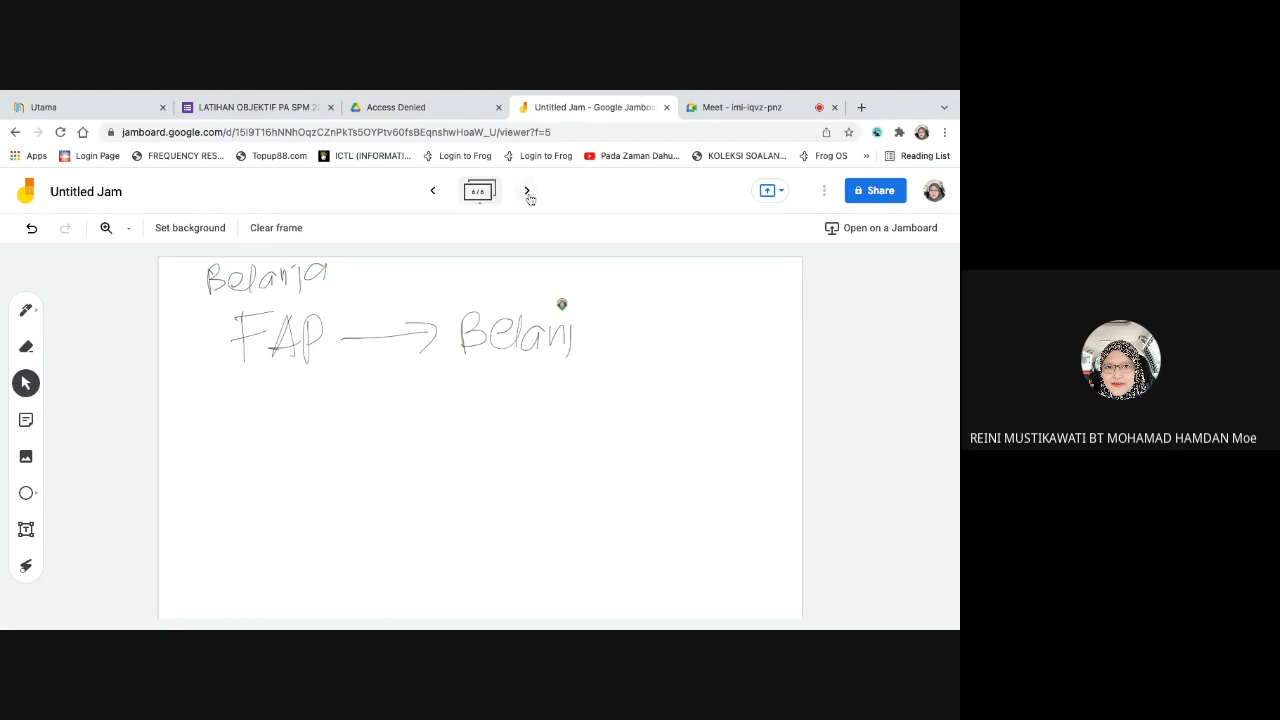 Utama
LATIHAN OBJEKTIF PA SPM 2
Access Denied
Untitled Jam - Google Jambo
Meet - imi-iqvz-pnz
jamboard.google.com/d/15I9T16hNNhOqzCZnPkTs5OYPtv60fsBEqnshwHoaW_U/viewer?f=5
Apps
Login Page
FREQUENCY RES...
Topup88.com
ICTL (INFORMATI...
Login to Frog
Login to Frog
Pada Zaman Dahu...
KOLEKSI SOALAN...
Frog OS
»
Reading List
Untitled Jam
6/6
Share
Set background
Clear frame
Open on a Jamboard
Belanja
FAP → Belanj
REINI MUSTIKAWATI BT MOHAMAD HAMDAN Moe